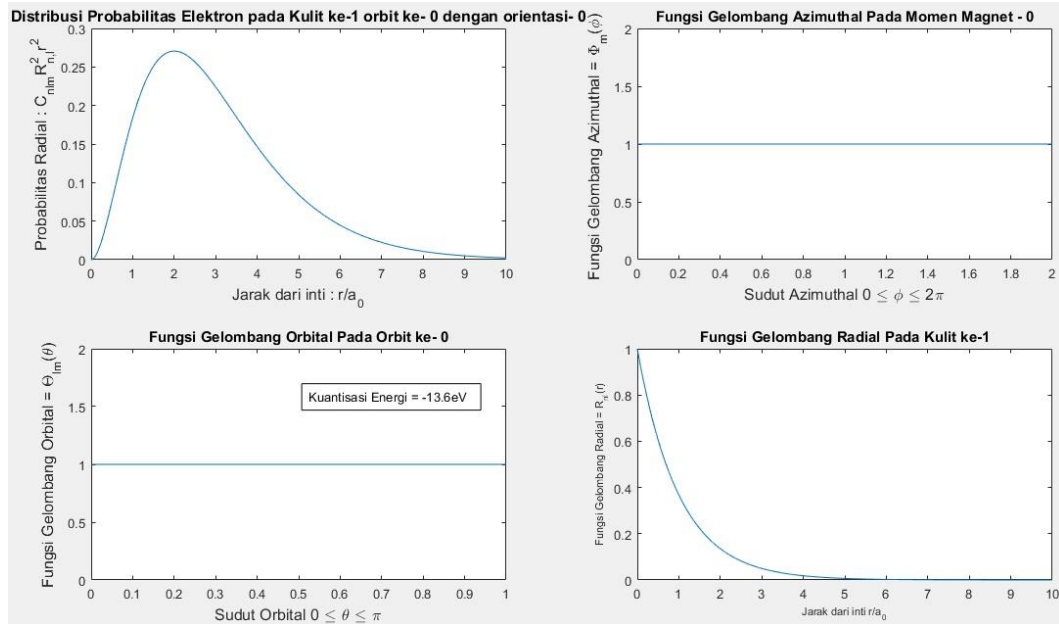 Distribusi Probabilitas Elektron pada Kulit ke-1 orbit ke- 0 dengan orientasi- 0
Probabilitas Radial : C_nlm R²_n,l r²
0.3
0.25
0.2
0.15
0.1
0.05
0
0 1 2 3 4 5 6 7 8 9 10
Jarak dari inti : r/a₀
Fungsi Gelombang Azimuthal Pada Momen Magnet - 0
Fungsi Gelombang Azimuthal = Φ_m(ϕ)
2
1.5
1
0.5
0
0 0.2 0.4 0.6 0.8 1 1.2 1.4 1.6 1.8 2
Sudut Azimuthal 0 ≤ ϕ ≤ 2π
Fungsi Gelombang Orbital Pada Orbit ke- 0
Fungsi Gelombang Orbital = Θ_lm(θ)
2
1.5
1
0.5
0
Kuantisasi Energi = -13.6eV
0 0.1 0.2 0.3 0.4 0.5 0.6 0.7 0.8 0.9 1
Sudut Orbital 0 ≤ θ ≤ π
Fungsi Gelombang Radial Pada Kulit ke-1
Fungsi Gelombang Radial = R_nl(r)
1
0.8
0.6
0.4
0.2
0
0 1 2 3 4 5 6 7 8 9 10
Jarak dari inti r/a₀